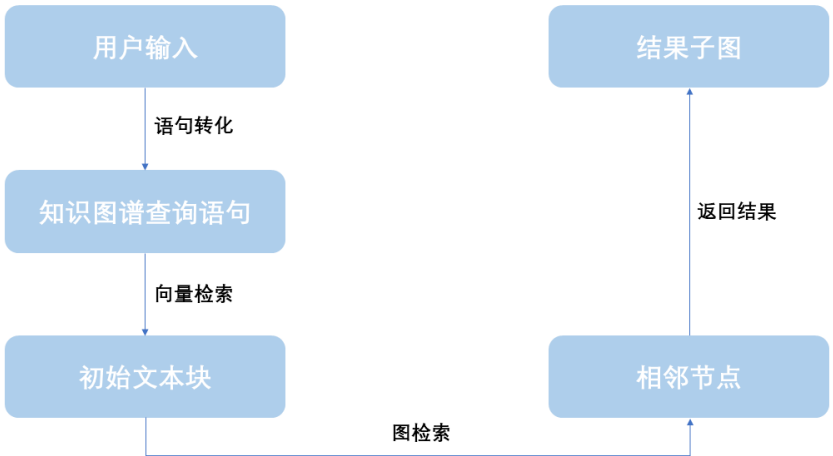 用户输入
语句转化
知识图谱查询语句
向量检索
初始文本块
图检索
相邻节点
返回结果
结果子图